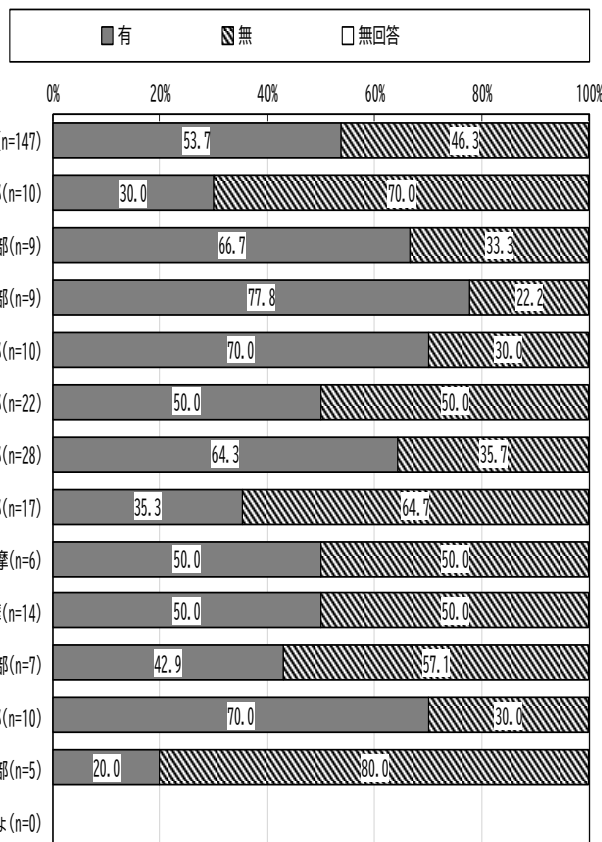 有 無 無回答
0% 20% 40% 60% 80% 100%
(n=147) 53.7 46.3
(n=10) 30.0 70.0
部(n=9) 66.7 33.3
部(n=9) 77.8 22.2
(n=10) 70.0 30.0
(n=22) 50.0 50.0
(n=28) 64.3 35.7
(n=17) 35.3 64.7
摩(n=6) 50.0 50.0
(n=14) 50.0 50.0
部(n=7) 42.9 57.1
(n=10) 70.0 30.0
部(n=5) 20.0 80.0
ょ(n=0)